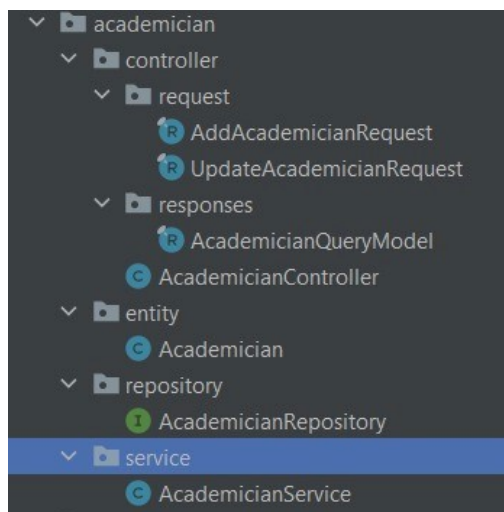 academician
controller
request
R AddAcademicianRequest
R UpdateAcademicianRequest
responses
R AcademicianQueryModel
C AcademicianController
entity
C Academician
repository
I AcademicianRepository
service
C AcademicianService